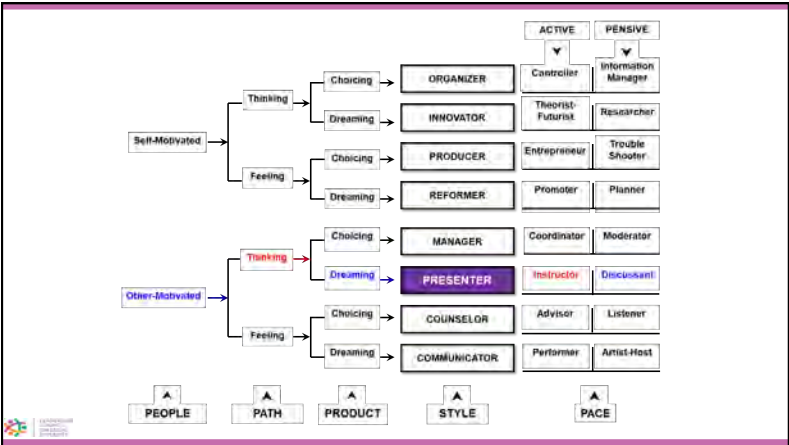 ACTIVE PENSIVE
Choicing ORGANIZER Controller Information
Manager
Thinking
Dreaming INNOVATOR Theorist-
Futurist Researcher
Self-Motivated
Choicing PRODUCER Entrepreneur Trouble
Shooter
Feeling
Dreaming REFORMER Promoter Planner
Choicing MANAGER Coordinator Moderator
Thinking
Dreaming PRESENTER Instructor Discussant
Other-Motivated
Choicing COUNSELOR Advisor Listener
Feeling
Dreaming COMMUNICATOR Performer Artist-Host
PEOPLE PATH PRODUCT STYLE PACE